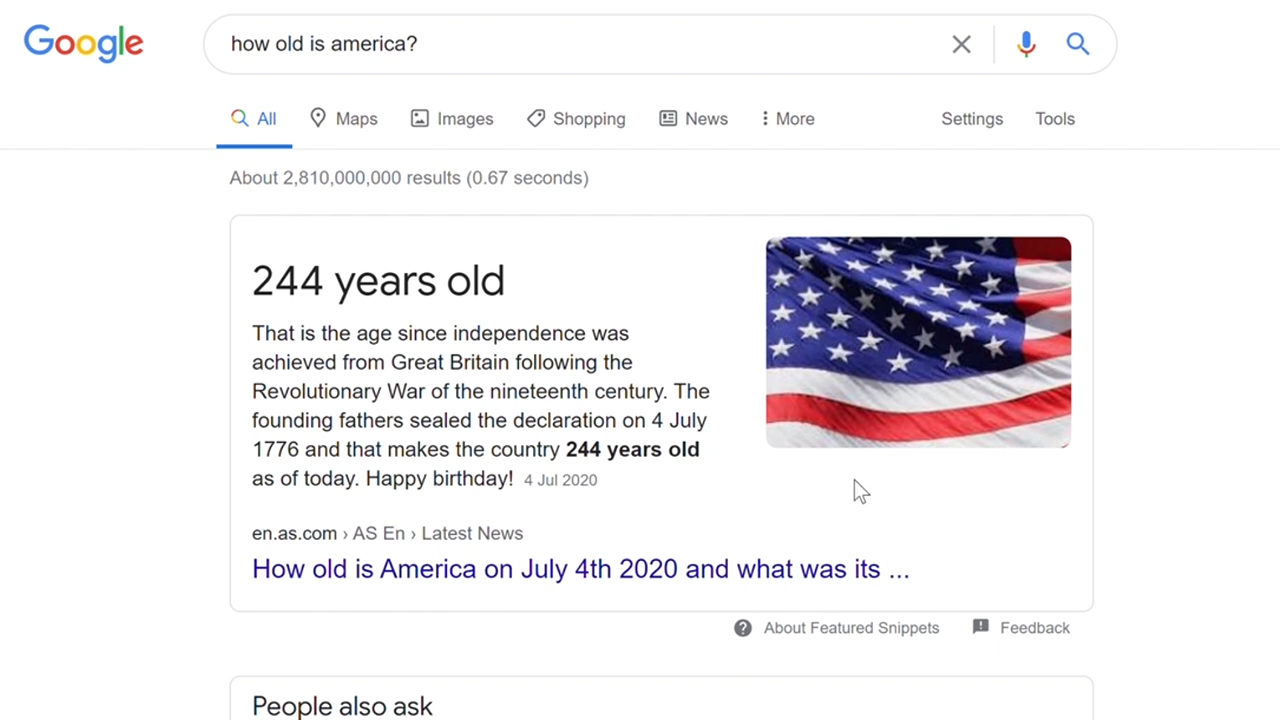 Google
how old is america?
All Maps Images Shopping News More Settings Tools
About 2,810,000,000 results (0.67 seconds)
244 years old
That is the age since independence was
achieved from Great Britain following the
Revolutionary War of the nineteenth century. The
founding fathers sealed the declaration on 4 July
1776 and that makes the country 244 years old
as of today. Happy birthday! 4 Jul 2020
en.as.com › AS En › Latest News
How old is America on July 4th 2020 and what was its ...
About Featured Snippets Feedback
People also ask